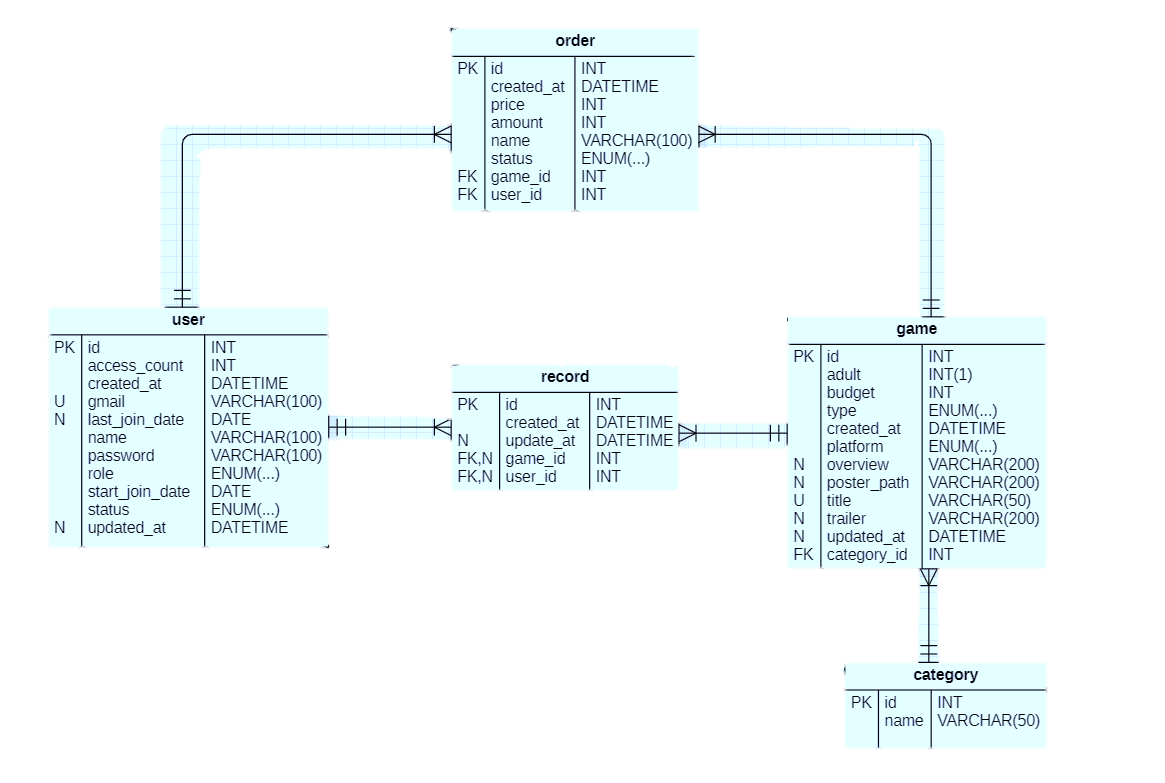 order
PK id INT
created_at DATETIME
price INT
amount INT
name VARCHAR(100)
status ENUM(...)
FK game_id INT
FK user_id INT
user
PK id INT
access_count INT
created_at DATETIME
U gmail VARCHAR(100)
N last_join_date DATE
name VARCHAR(100)
password VARCHAR(100)
role ENUM(...)
start_join_date DATE
status ENUM(...)
N updated_at DATETIME
record
PK id INT
created_at DATETIME
N update_at DATETIME
FK,N game_id INT
FK,N user_id INT
game
PK id INT
adult INT(1)
budget INT
type ENUM(...)
created_at DATETIME
platform ENUM(...)
N overview VARCHAR(200)
N poster_path VARCHAR(200)
U title VARCHAR(50)
N trailer VARCHAR(200)
N updated_at DATETIME
FK category_id INT
category
PK id INT
name VARCHAR(50)